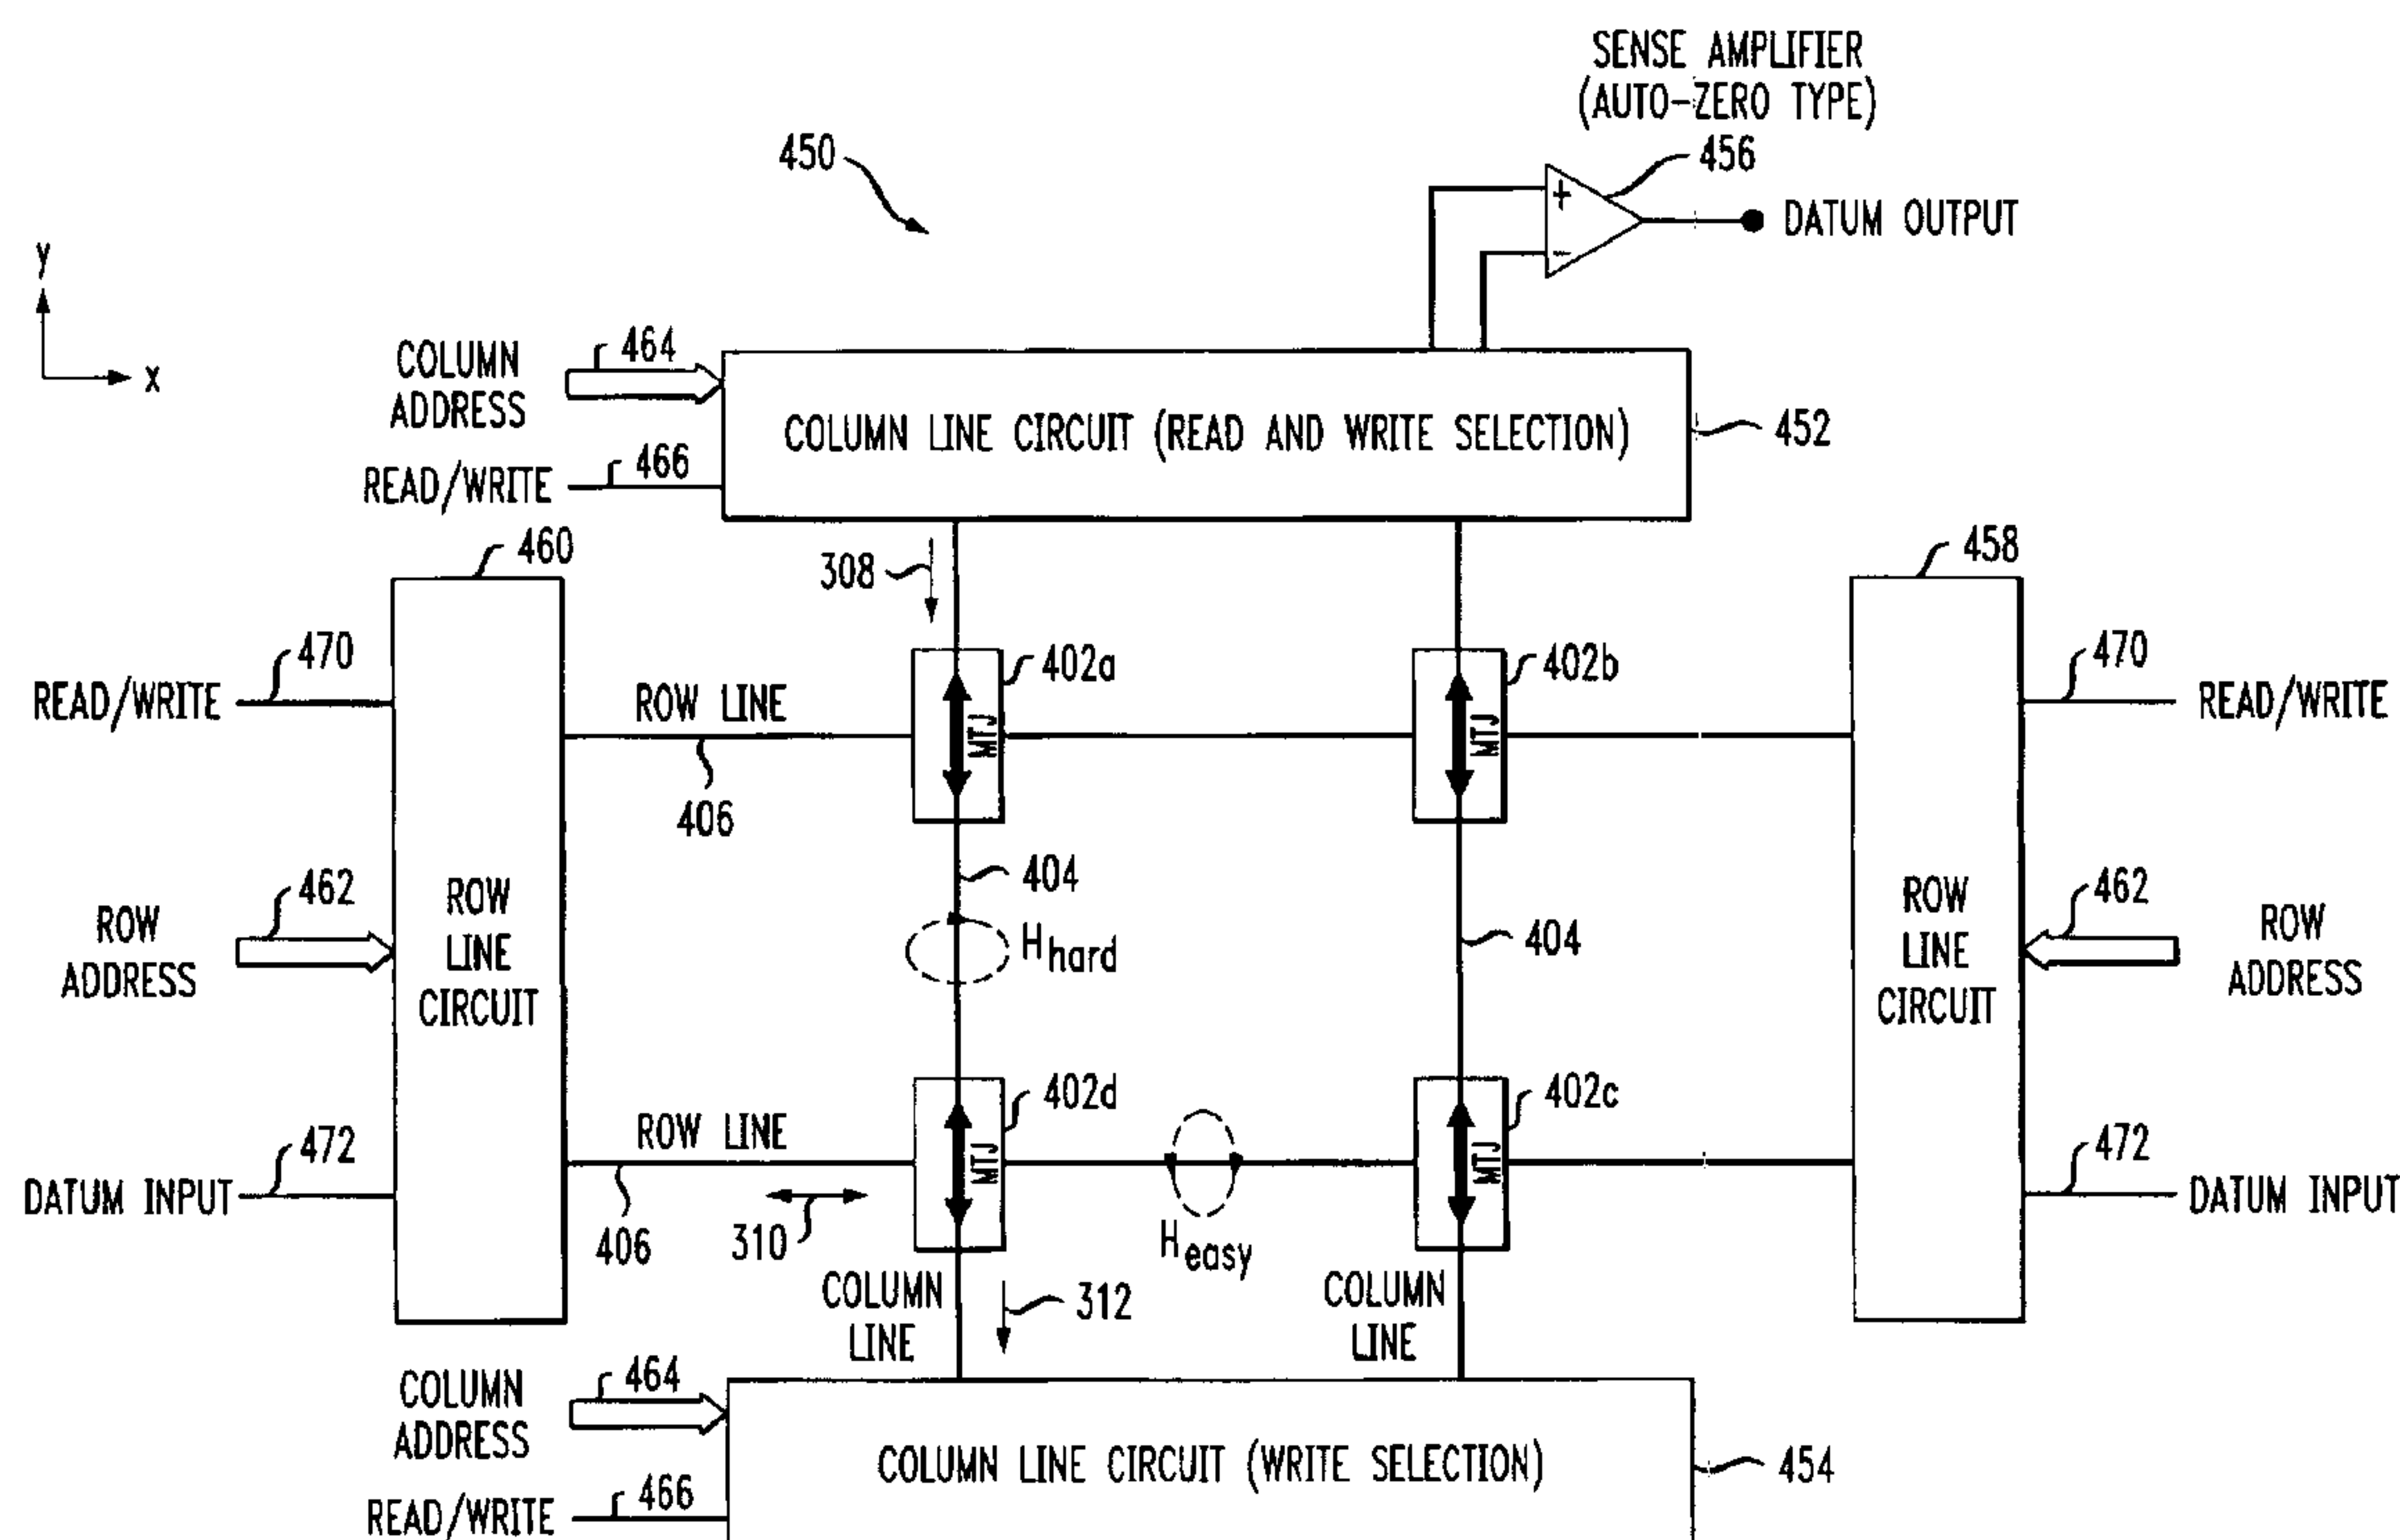 SENSE AMPLIFIER
(AUTO-ZERO TYPE)
450
456
+
-
DATUM OUTPUT
y
x
COLUMN
ADDRESS
464
READ/WRITE
466
COLUMN LINE CIRCUIT (READ AND WRITE SELECTION)
452
460
458
308
470
READ/WRITE
ROW LINE
406
402a
MTJ
402b
MTJ
470
READ/WRITE
462
ROW
ADDRESS
ROW
LINE
CIRCUIT
404
Hhard
404
ROW
LINE
CIRCUIT
462
ROW
ADDRESS
472
DATUM INPUT
ROW LINE
406
310
402d
MTJ
Heasy
402c
MTJ
472
DATUM INPUT
COLUMN
LINE
312
COLUMN
LINE
COLUMN
ADDRESS
464
READ/WRITE
466
COLUMN LINE CIRCUIT (WRITE SELECTION)
454